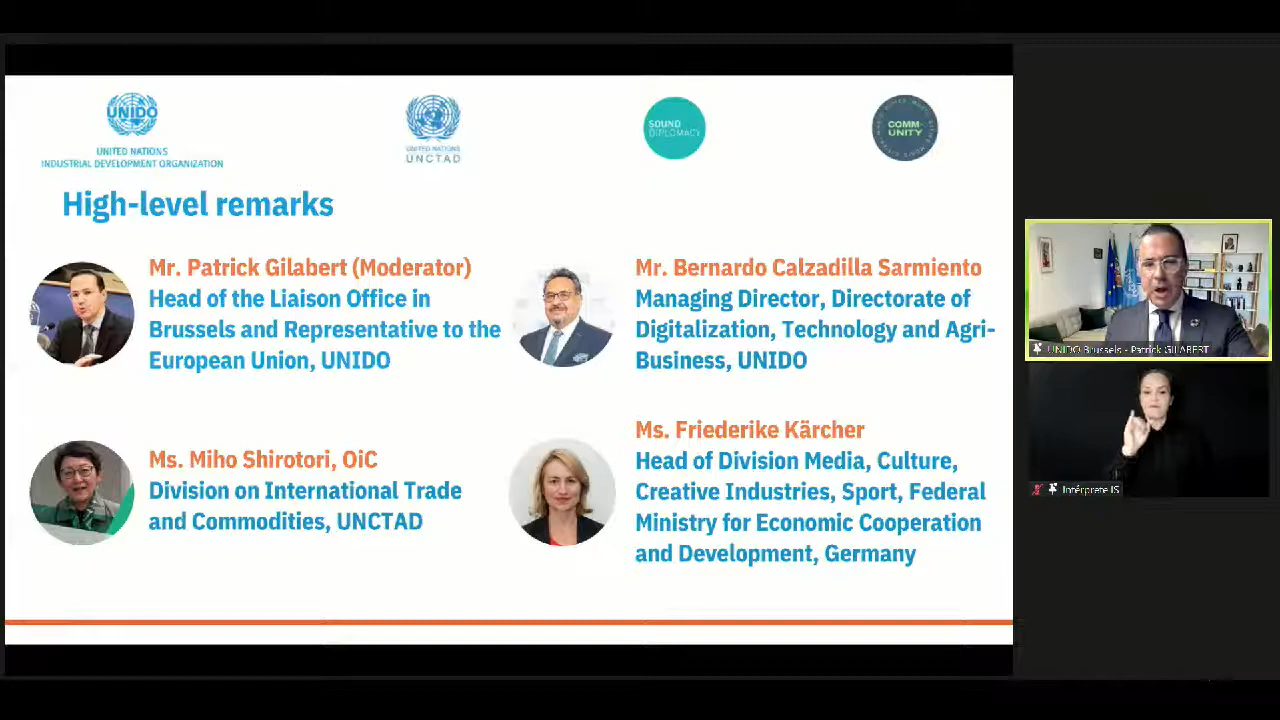 UNIDO
UNITED NATIONS
INDUSTRIAL DEVELOPMENT ORGANIZATION
UNITED NATIONS
UNCTAD
SOUND
DIPLOMACY
COMM-
UNITY
High-level remarks
Mr. Patrick Gilabert (Moderator)
Head of the Liaison Office in
Brussels and Representative to the
European Union, UNIDO
Mr. Bernardo Calzadilla Sarmiento
Managing Director, Directorate of
Digitalization, Technology and Agri-
Business, UNIDO
Ms. Miho Shirotori, OiC
Division on International Trade
and Commodities, UNCTAD
Ms. Friederike Kärcher
Head of Division Media, Culture,
Creative Industries, Sport, Federal
Ministry for Economic Cooperation
and Development, Germany
UNIDO Brussels - Patrick GILABERT
Intérprete IS